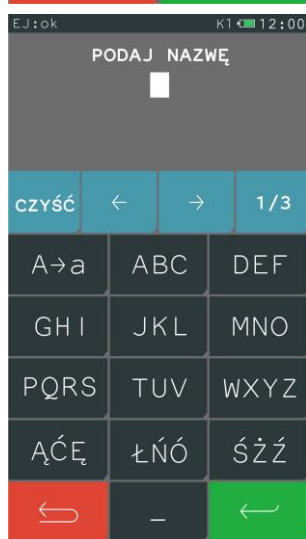 EJ:ok K1 12:00
PODAJ NAZWĘ
CZYŚĆ ← → 1/3
A→a ABC DEF
GHI JKL MNO
PQRS TUV WXYZ
ĄĆĘ ŁŃÓ ŚŻŹ
_